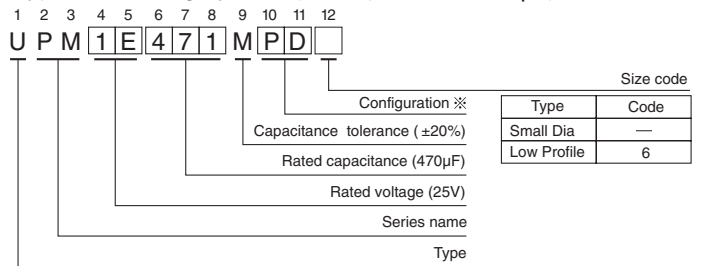 1 2 3 4 5 6 7 8 9 10 11 12
U P M 1 E 4 7 1 M P D
Size code
Configuration ※
Capacitance tolerance ( ±20%)
Rated capacitance (470µF)
Rated voltage (25V)
Series name
Type
Type Code
Small Dia —
Low Profile 6